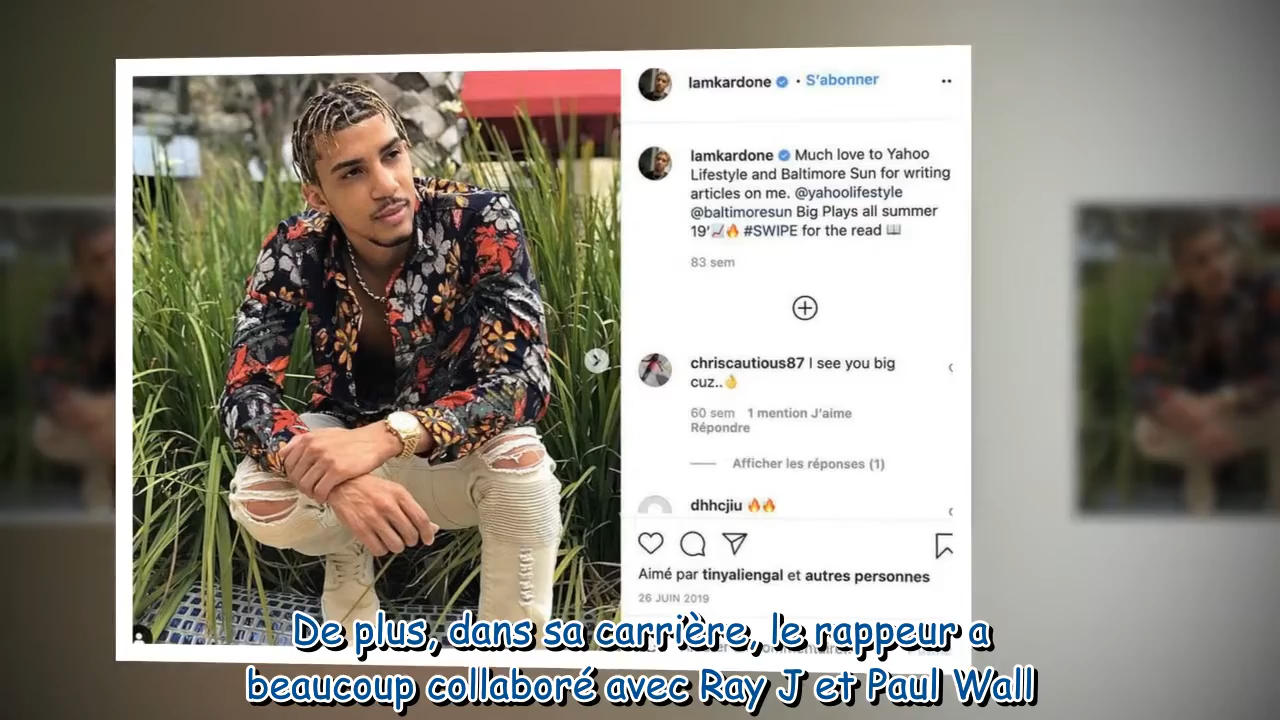 lamkardone • S'abonner
lamkardone Much love to Yahoo
Lifestyle and Baltimore Sun for writing
articles on me. @yahoolifestyle
@baltimoresun Big Plays all summer
19'📈🔥 #SWIPE for the read 📖
83 sem
chriscautious87 I see you big
cuz..👌
60 sem 1 mention J'aime
Répondre
Afficher les réponses (1)
dhhcjiu 🔥🔥
Aimé par tinyaliengal et autres personnes
26 JUIN 2019
De plus, dans sa carrière, le rappeur a
beaucoup collaboré avec Ray J et Paul Wall